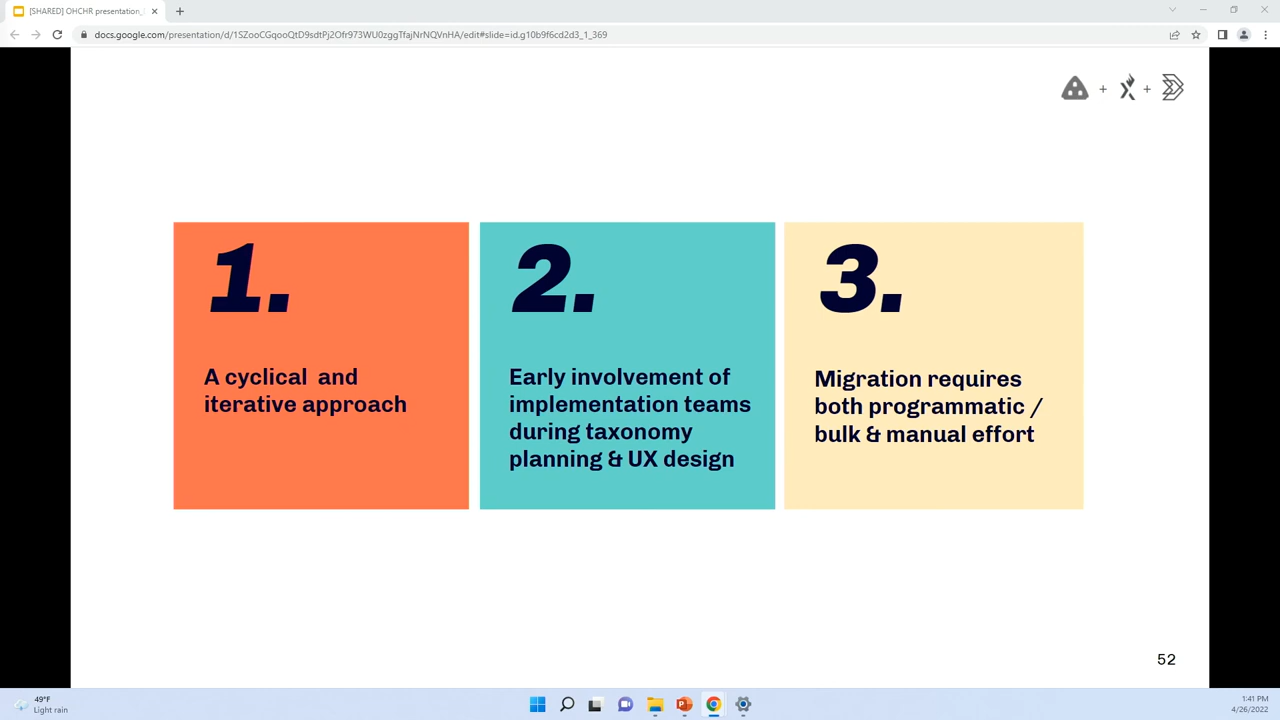 [SHARED] OHCHR presentation_
docs.google.com/presentation/d/1SZooCGqooQtD9sdtPj2Ofr973WU0zggTfajNrNQVnHA/edit#slide=id.g10b9f6cd2d3_1_369
+ +
1.
A cyclical  and
iterative approach
2.
Early involvement of
implementation teams
during taxonomy
planning & UX design
3.
Migration requires
both programmatic /
bulk & manual effort
52
49°F
Light rain
1:41 PM
4/26/2022